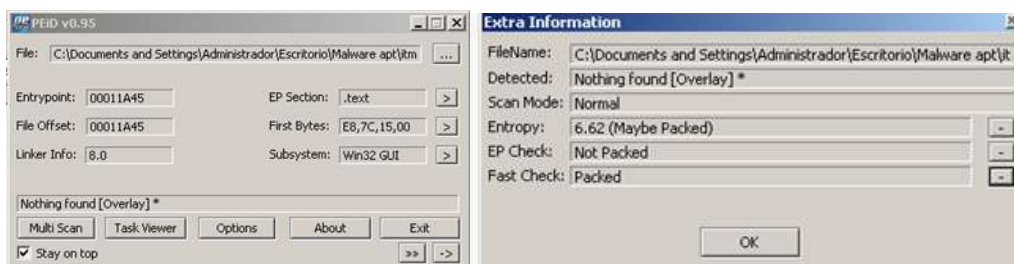 PEiD v0.95
File: C:\Documents and Settings\Administrador\Escritorio\Malware apt\itm ...
Entrypoint: 00011A45 EP Section: .text >
File Offset: 00011A45 First Bytes: E8,7C,15,00 >
Linker Info: 8.0 Subsystem: Win32 GUI >
Nothing found [Overlay] *
Multi Scan Task Viewer Options About Exit
Stay on top >> ->
Extra Information
FileName: C:\Documents and Settings\Administrador\Escritorio\Malware apt\it
Detected: Nothing found [Overlay] *
Scan Mode: Normal
Entropy: 6.62 (Maybe Packed) -
EP Check: Not Packed -
Fast Check: Packed -
OK